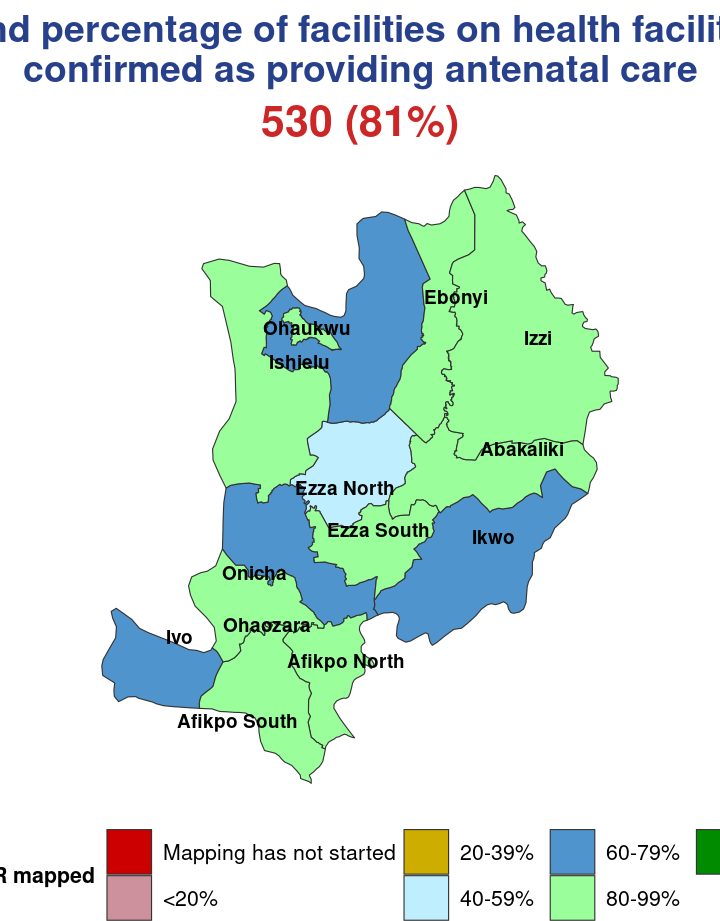 percentage of facilities on health
confirmed as providing antenatal care
530 (81%)
Ebonyi
Ohaukwu
Izzi
Ishielu
Abakaliki
Ezza North
Ezza South
Ikwo
Onicha
Ohaozara
Ivo
Afikpo North
Afikpo South
mapped
Mapping has not started
20-39%
60-79%
<20%
40-59%
80-99%